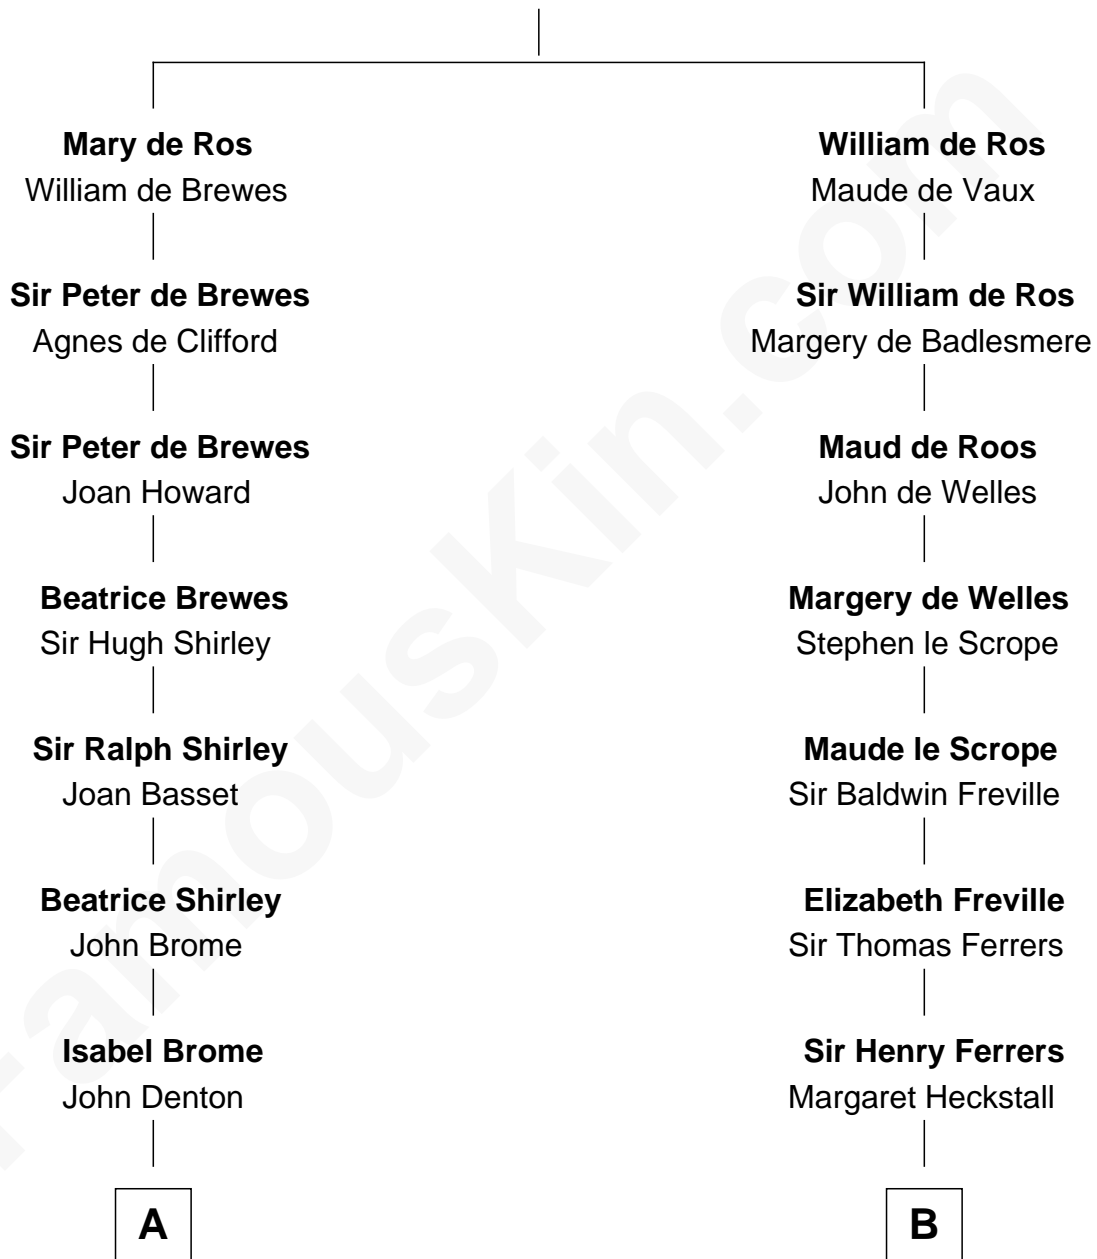 Mary de Ros
William de Brewes
Sir Peter de Brewes
Agnes de Clifford
Sir Peter de Brewes
Joan Howard
Beatrice Brewes
Sir Hugh Shirley
Sir Ralph Shirley
Joan Basset
Beatrice Shirley
John Brome
Isabel Brome
John Denton
A
William de Ros
Maude de Vaux
Sir William de Ros
Margery de Badlesmere
Maud de Roos
John de Welles
Margery de Welles
Stephen le Scrope
Maude le Scrope
Sir Baldwin Freville
Elizabeth Freville
Sir Thomas Ferrers
Sir Henry Ferrers
Margaret Heckstall
B
FamousKin.com